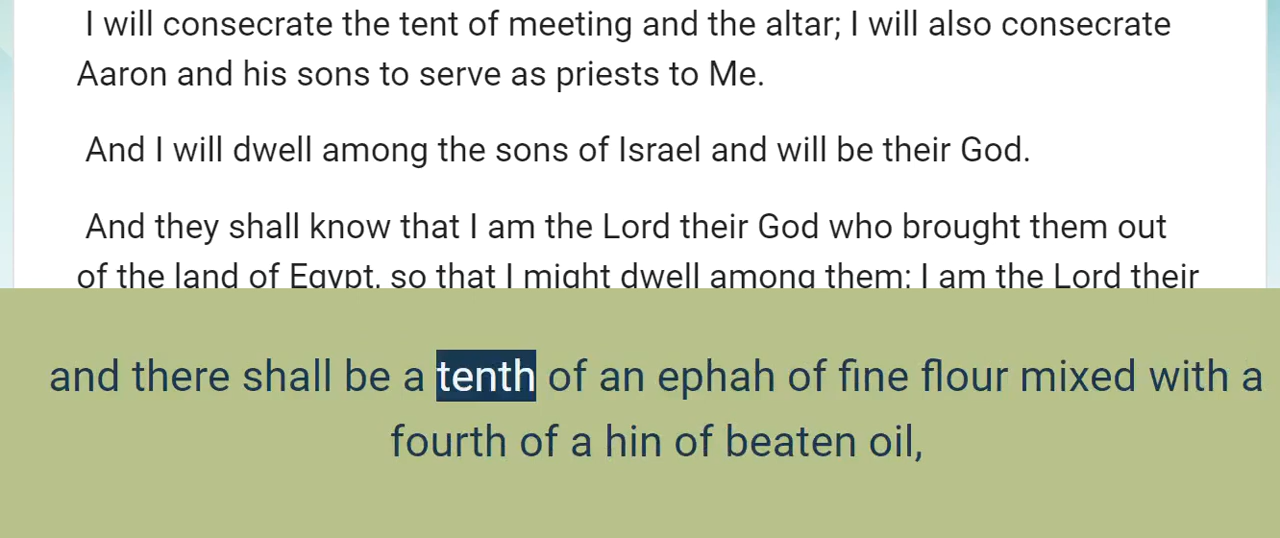 I will consecrate the tent of meeting and the altar; I will also consecrate
Aaron and his sons to serve as priests to Me.
And I will dwell among the sons of Israel and will be their God.
And they shall know that I am the Lord their God who brought them out
of the land of Egypt, so that I might dwell among them; I am the Lord their
and there shall be a tenth of an ephah of fine flour mixed with a
fourth of a hin of beaten oil,